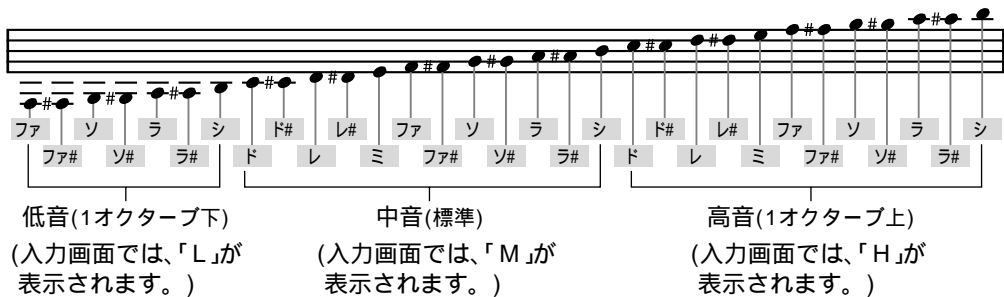 # # # # # # # # # # # # #
ファ ソ ラ シ ド# レ# ファ ソ ラ シ ド# レ# ファ ソ ラ シ
ファ# ソ# ラ# ド レ ミ ファ# ソ# ラ# ド レ ミ ファ# ソ# ラ#
低音(1オクターブ下) 中音(標準) 高音(1オクターブ上)
(入力画面では、「L」が (入力画面では、「M」が (入力画面では、「H」が
表示されます。) 表示されます。) 表示されます。)